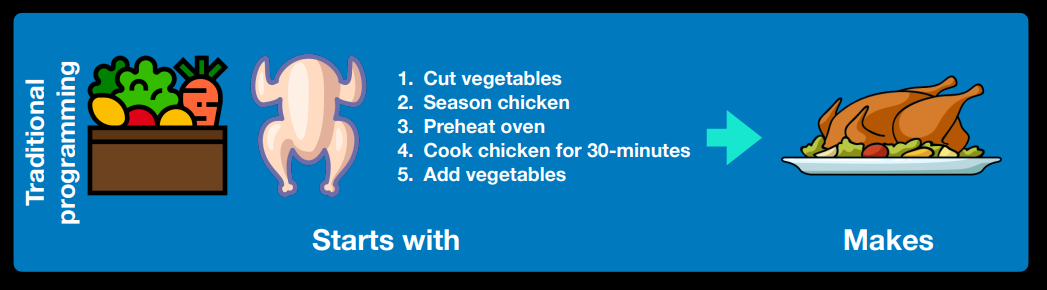 Traditional
programming
1. Cut vegetables
2. Season chicken
3. Preheat oven
4. Cook chicken for 30-minutes
5. Add vegetables
Starts with
Makes